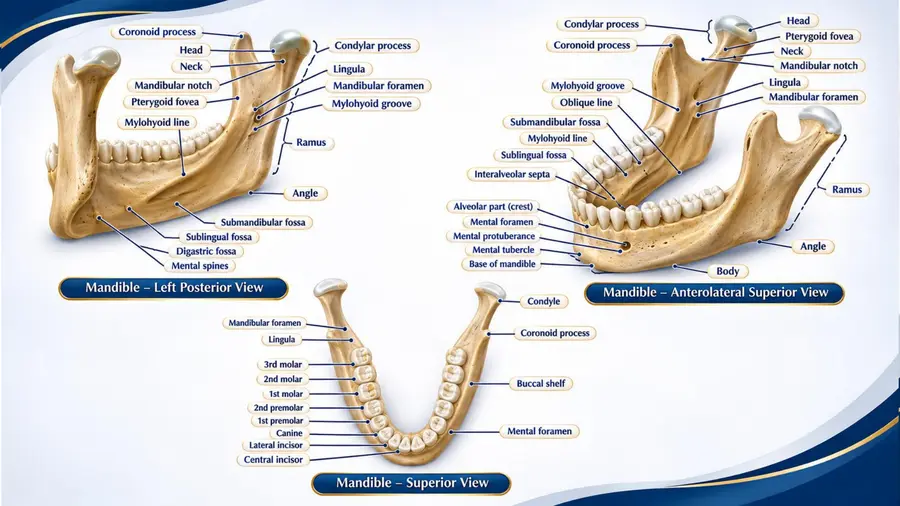 Coronoid process
Head
Neck
Mandibular notch
Pterygoid fovea
Mylohyoid line
Condylar process
Lingula
Mandibular foramen
Mylohyoid groove
Ramus
Angle
Submandibular fossa
Sublingual fossa
Digastric fossa
Mental spines
Mandible – Left Posterior View
Condylar process
Coronoid process
Head
Pterygoid fovea
Neck
Mandibular notch
Lingula
Mandibular foramen
Mylohyoid groove
Oblique line
Submandibular fossa
Mylohyoid line
Sublingual fossa
Interalveolar septa
Alveolar part (crest)
Mental foramen
Mental protuberance
Mental tubercle
Base of mandible
Ramus
Angle
Body
Mandible – Anterolateral Superior View
Mandibular foramen
Lingula
3rd molar
2nd molar
1st molar
2nd premolar
1st premolar
Canine
Lateral incisor
Central incisor
Condyle
Coronoid process
Buccal shelf
Mental foramen
Mandible – Superior View